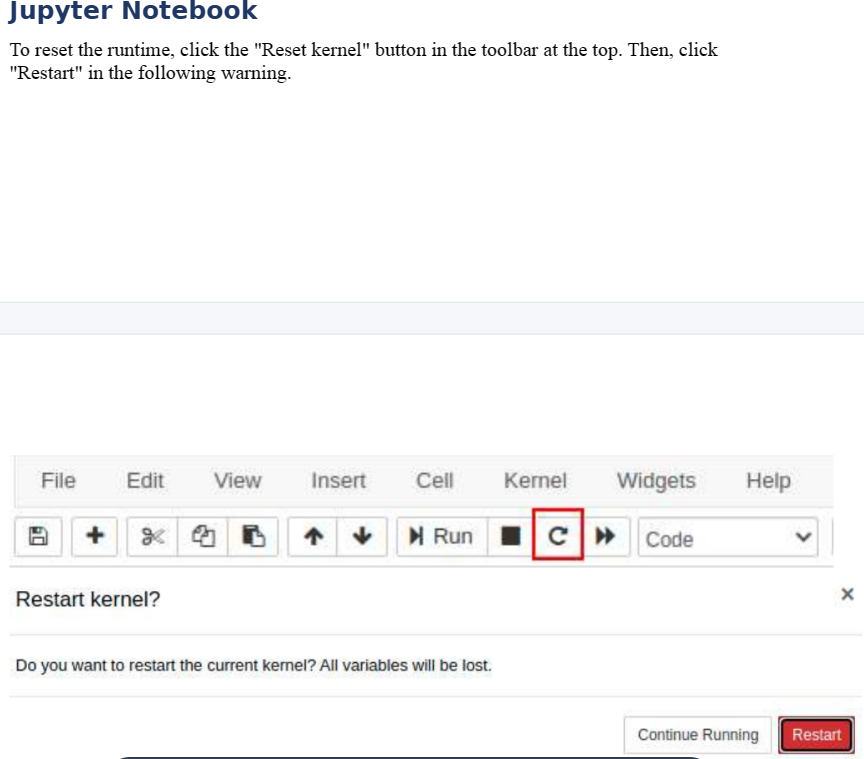 Jupyter Notebook
To reset the runtime, click the "Reset kernel" button in the toolbar at the top. Then, click
"Restart" in the following warning.
File Edit View Insert Cell Kernel Widgets Help
Run Code
Restart kernel? ×
Do you want to restart the current kernel? All variables will be lost.
Continue Running Restart